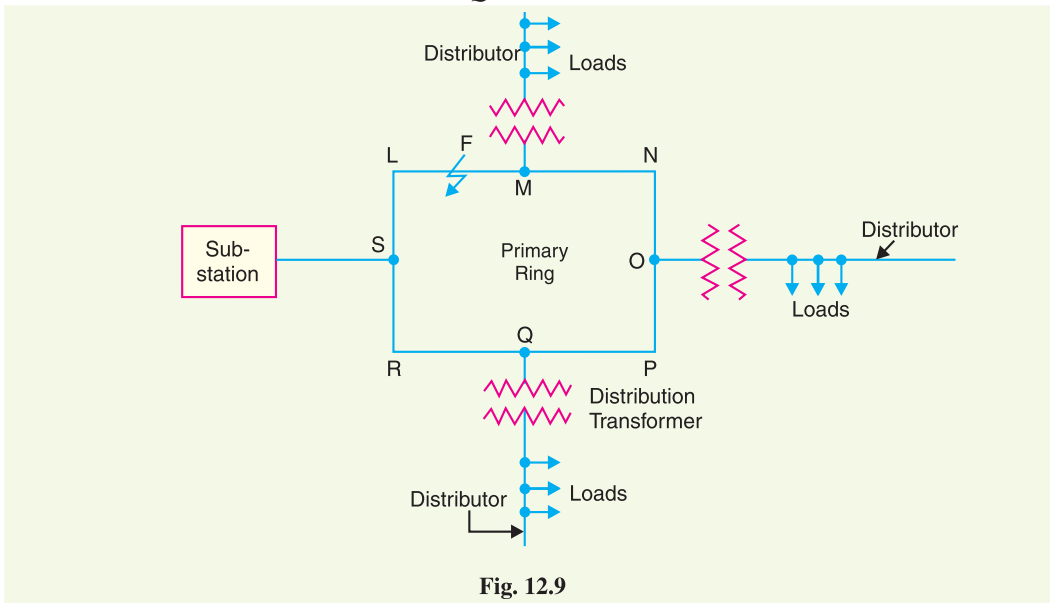 Distributor
Loads
F
L
N
M
Sub-
station
S
Primary
Ring
O
Distributor
Loads
Q
R
P
Distribution
Transformer
Distributor
Loads
Fig. 12.9